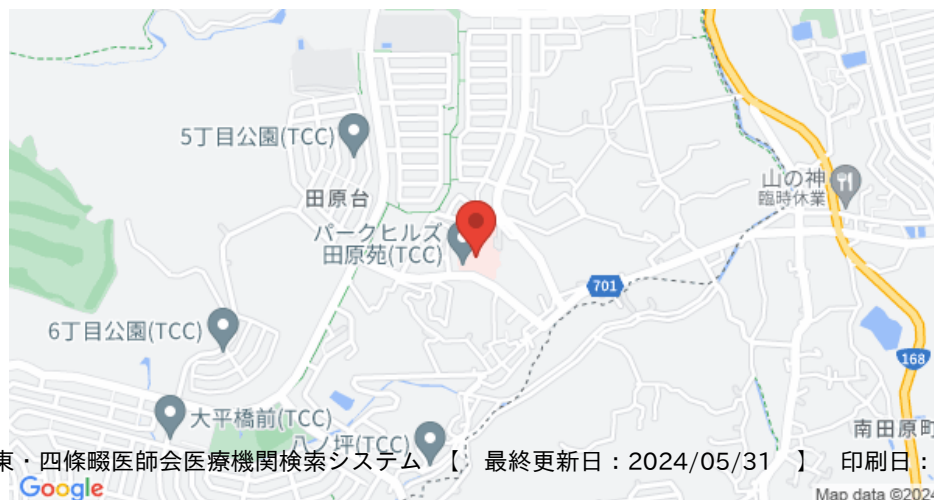 5丁目公園(TCC)
田原台
山の神
臨時休業
パークヒルズ
田原苑(TCC)
701
6丁目公園(TCC)
168
大平橋前(TCC)
南田原町
八ノ坪(TCC)
東・四條畷医師会医療機関検索システム 【 最終更新日：2024/05/31 】 印刷日：
Google
Map data ©2024